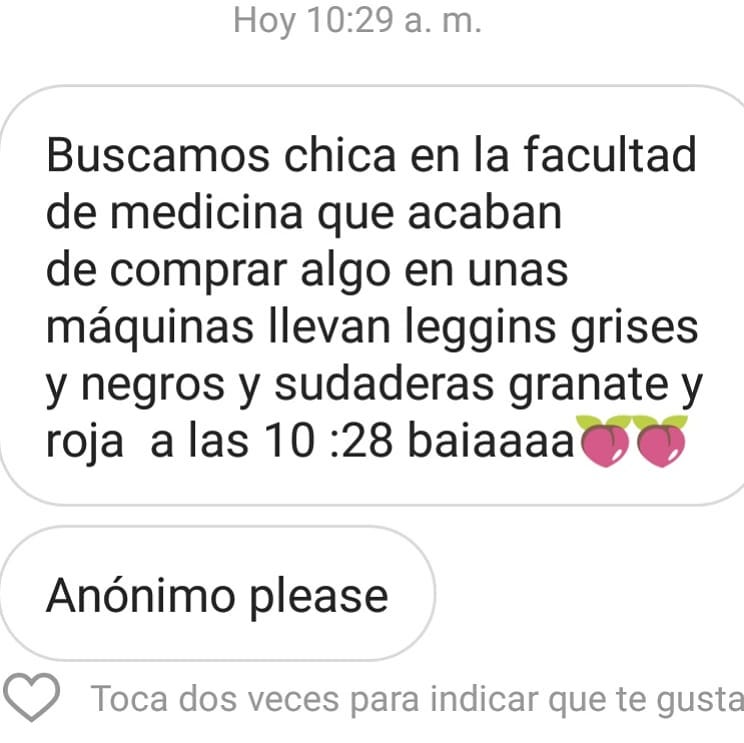 Hoy 10:29 a. m.
Buscamos chica en la facultad
de medicina que acaban
de comprar algo en unas
máquinas llevan leggins grises
y negros y sudaderas granate y
roja  a las 10 :28 baiaaaa🍑🍑
Anónimo please
Toca dos veces para indicar que te gusta